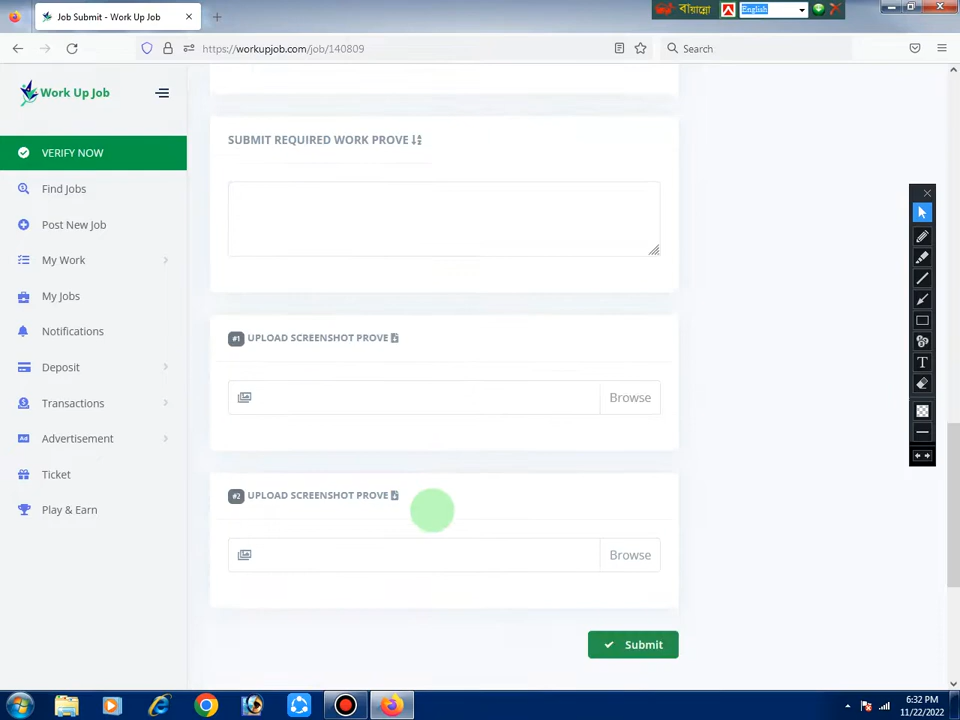 Job Submit - Work Up Job
বায়ান্নো
English
https://workupjob.com/job/140809
Search
Work Up Job
VERIFY NOW
Find Jobs
Post New Job
My Work
My Jobs
Notifications
Deposit
Transactions
Ad
Advertisement
Ticket
Play & Earn
SUBMIT REQUIRED WORK PROVE
#1 UPLOAD SCREENSHOT PROVE
Browse
#2 UPLOAD SCREENSHOT PROVE
Browse
Submit
T
6:32 PM
11/22/2022